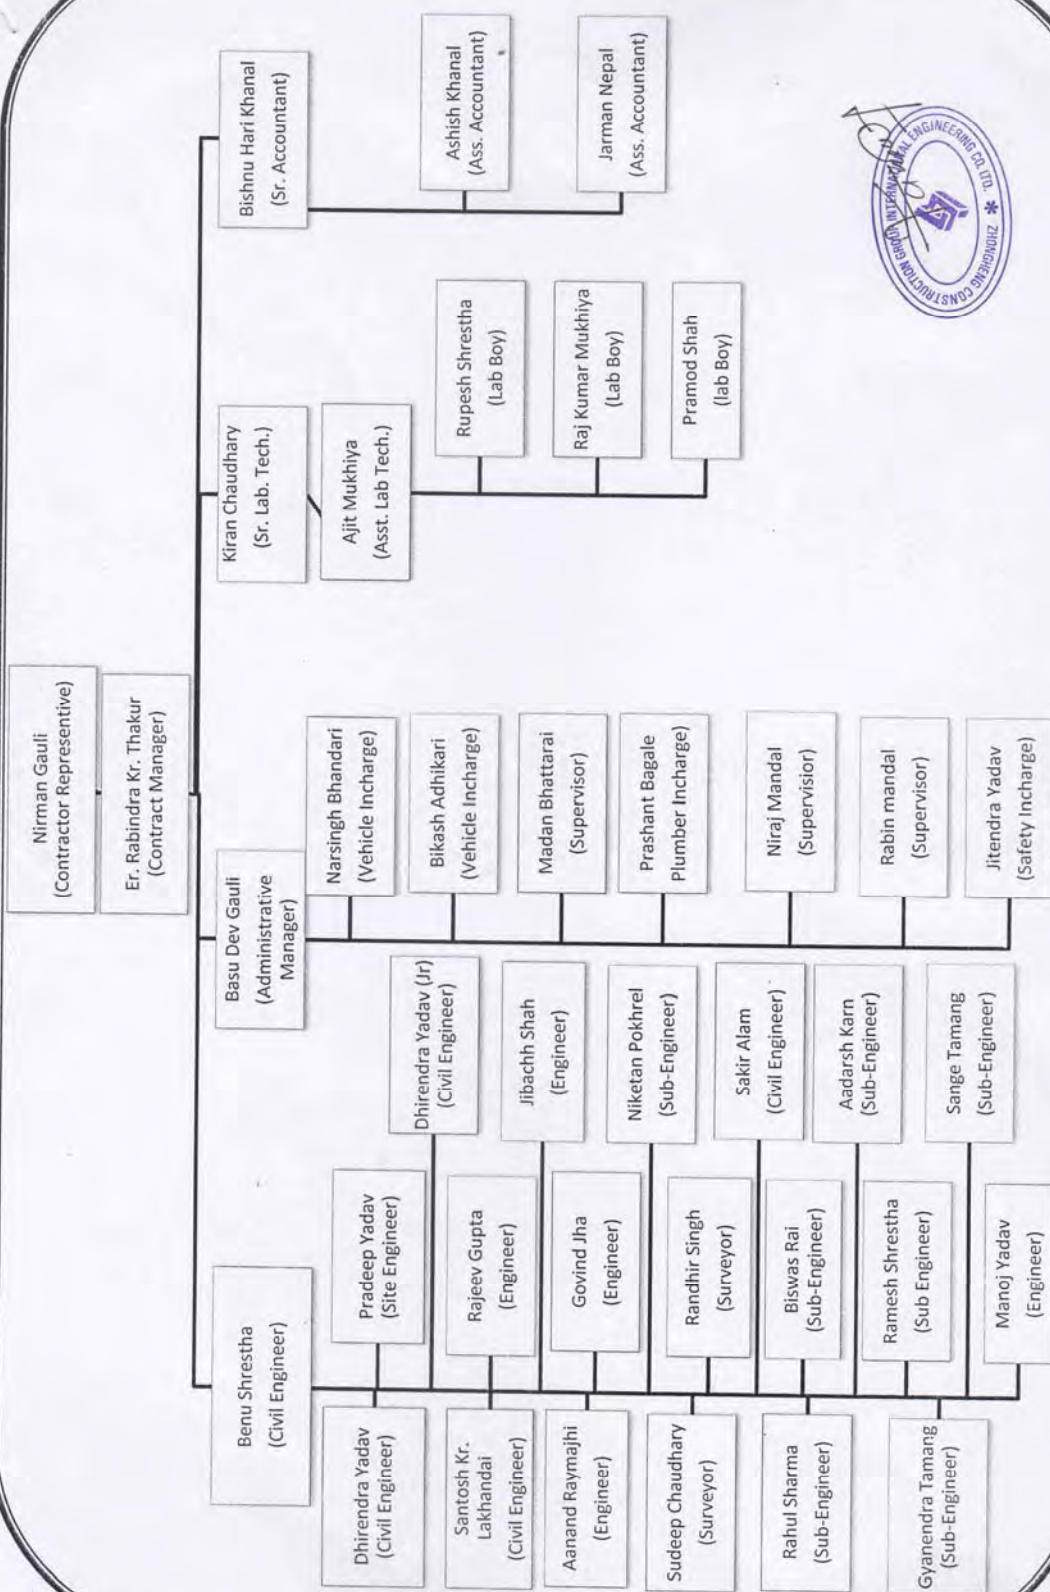 Nirman Gauli
(Contractor Representive)
Er. Rabindra Kr. Thakur
(Contract Manager)
Benu Shrestha
(Civil Engineer)
Dhirendra Yadav
(Civil Engineer)
Pradeep Yadav
(Site Engineer)
Dhirendra Yadav (Jr)
(Civil Engineer)
Santosh Kr.
Lakhandai
(Civil Engineer)
Rajeev Gupta
(Engineer)
Jibachh Shah
(Engineer)
Aanand Raymajhi
(Engineer)
Govind Jha
(Engineer)
Niketan Pokhrel
(Sub-Engineer)
Sudeep Chaudhary
(Surveyor)
Randhir Singh
(Surveyor)
Sakir Alam
(Civil Engineer)
Rahul Sharma
(Sub-Engineer)
Biswas Rai
(Sub-Engineer)
Aadarsh Karn
(Sub-Engineer)
Gyanendra Tamang
(Sub-Engineer)
Ramesh Shrestha
(Sub Engineer)
Sange Tamang
(Sub-Engineer)
Manoj Yadav
(Engineer)
Basu Dev Gauli
(Administrative
Manager)
Narsingh Bhandari
(Vehicle Incharge)
Bikash Adhikari
(Vehicle Incharge)
Madan Bhattarai
(Supervisor)
Prashant Bagale
Plumber Incharge)
Niraj Mandal
(Supervisior)
Rabin mandal
(Supervisor)
Jitendra Yadav
(Safety Incharge)
Kiran Chaudhary
(Sr. Lab. Tech.)
Ajit Mukhiya
(Asst. Lab Tech.)
Rupesh Shrestha
(Lab Boy)
Raj Kumar Mukhiya
(Lab Boy)
Pramod Shah
(lab Boy)
Bishnu Hari Khanal
(Sr. Accountant)
Ashish Khanal
(Ass. Accountant)
Jarman Nepal
(Ass. Accountant)
ZHONGHENG CONSTRUCTION GROUP INTERNATIONAL ENGINEERING CO. LTD.